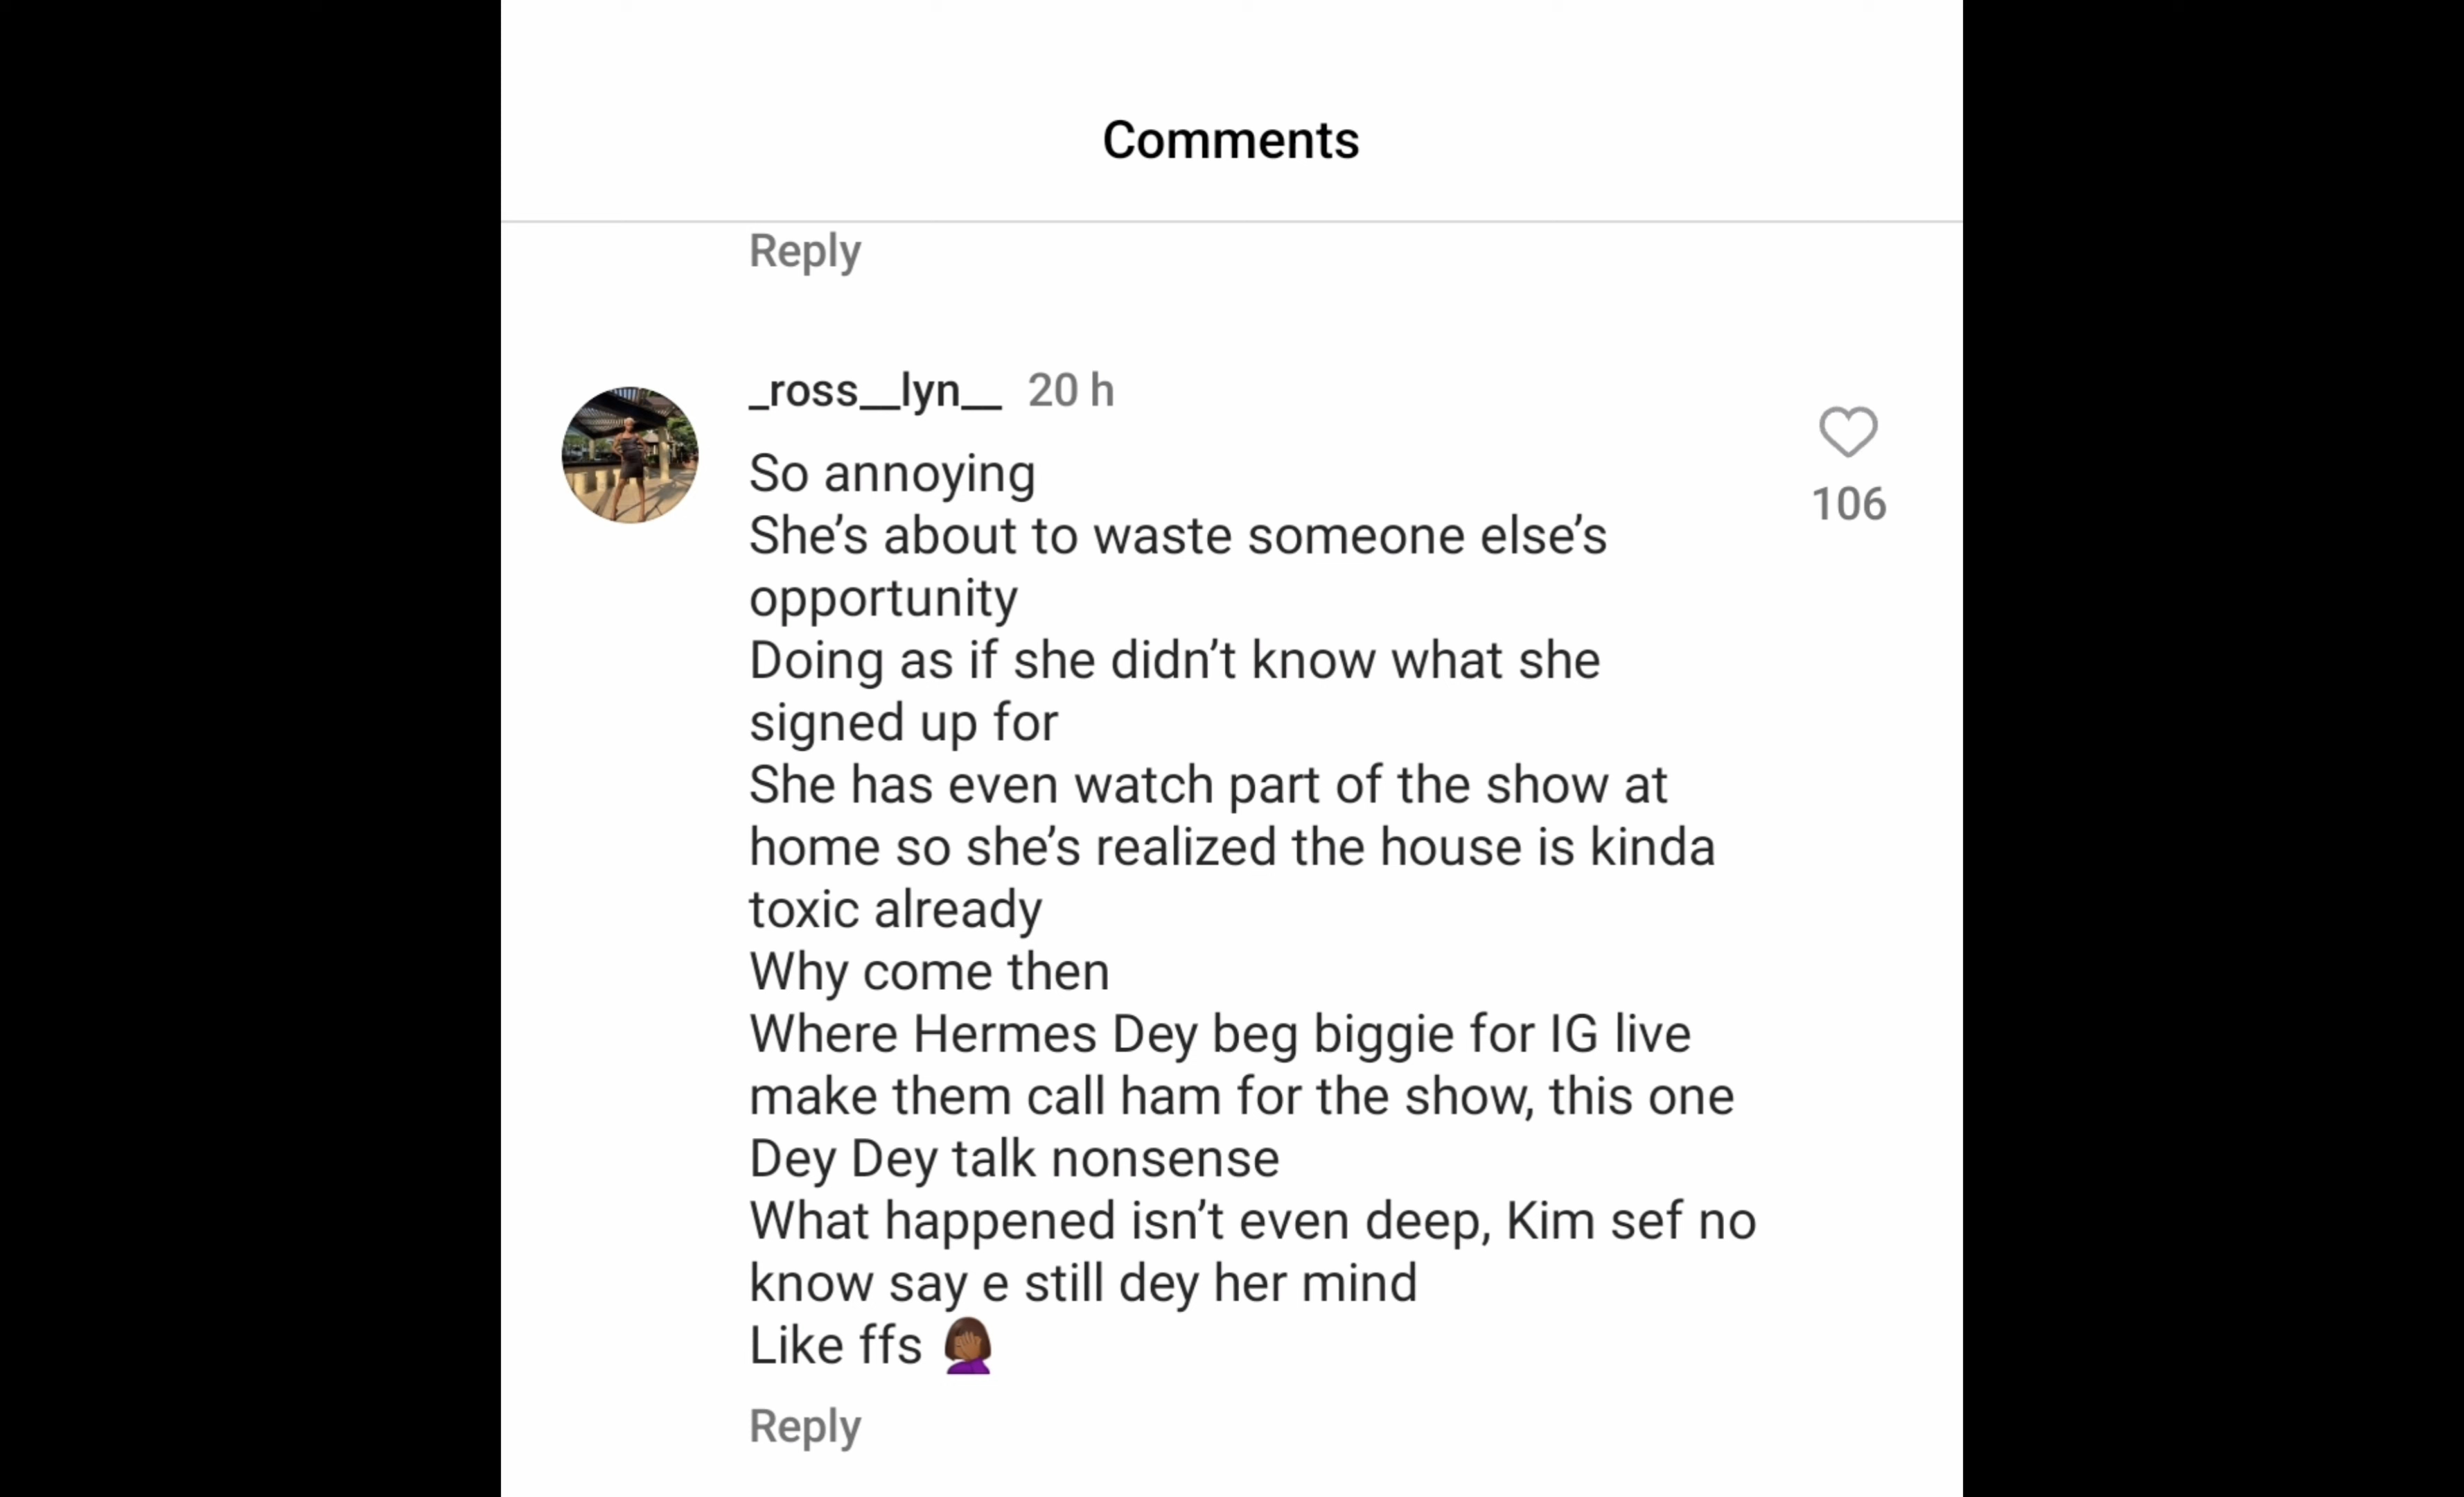 Comments
Reply
_ross__lyn__ 20 h
So annoying
106
She's about to waste someone else's
opportunity
Doing as if she didn't know what she
signed up for
She has even watch part of the show at
home so she's realized the house is kinda
toxic already
Why come then
Where Hermes Dey beg biggie for IG live
make them call ham for the show, this one
Dey Dey talk nonsense
What happened isn't even deep, Kim sef no
know say e still dey her mind
Like ffs 🤦🏾‍♀️
Reply